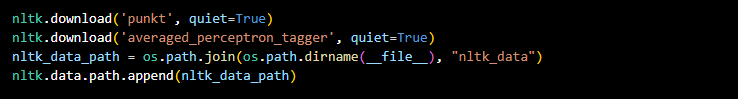 nltk.download('punkt', quiet=True)
nltk.download('averaged_perceptron_tagger', quiet=True)
nltk_data_path = os.path.join(os.path.dirname(__file__), "nltk_data")
nltk.data.path.append(nltk_data_path)